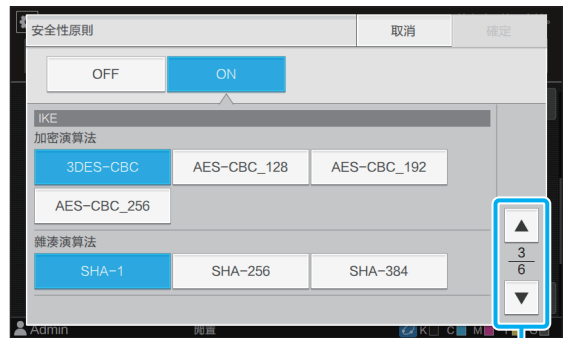 安全性原則 取消 確定
OFF ON
IKE
加密演算法
3DES-CBC AES-CBC_128 AES-CBC_192
AES-CBC_256
雜湊演算法
SHA-1 SHA-256 SHA-384
3
6
Admin 閒置 K C M